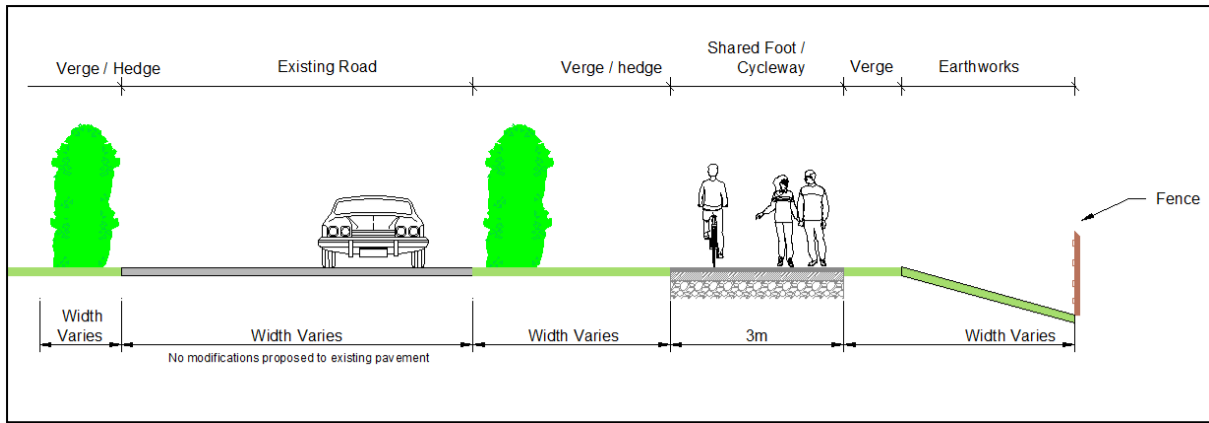 Verge / Hedge
Existing Road
Verge / hedge
Shared Foot /
Cycleway
Verge
Earthworks
Fence
Width
Varies
Width Varies
No modifications proposed to existing pavement
Width Varies
3m
Width Varies